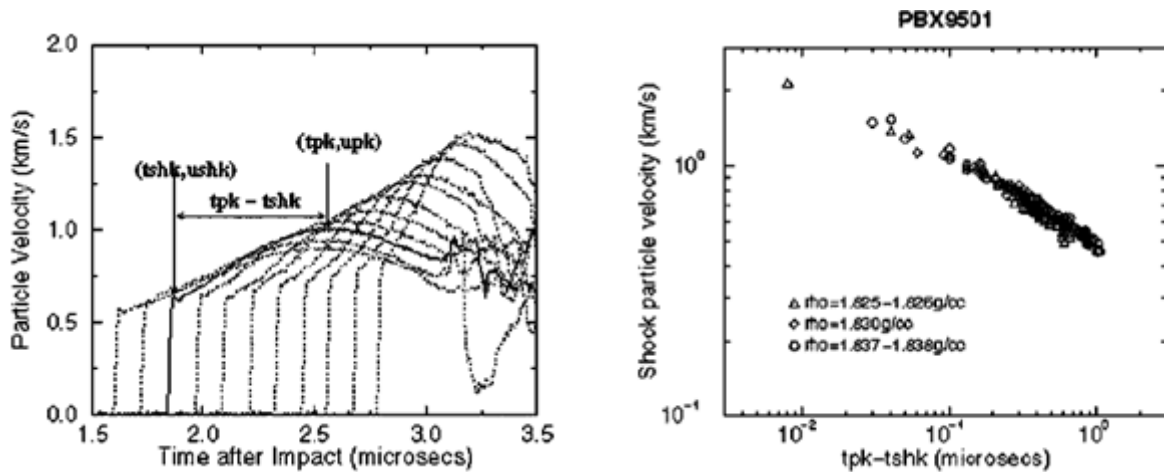 2.0
1.5
1.0
0.5
0.0
Particle Velocity (km/s)
(tpk,upk)
(tshk,ushk)
tpk − tshk
1.5 2.0 2.5 3.0 3.5
Time after Impact (microsecs)
PBX9501
Shock particle velocity (km/s)
10⁰
10⁻¹
rho=1.825−1.826g/cc
rho=1.830g/cc
rho=1.837−1.838g/cc
10⁻² 10⁻¹ 10⁰
tpk−tshk (microsecs)